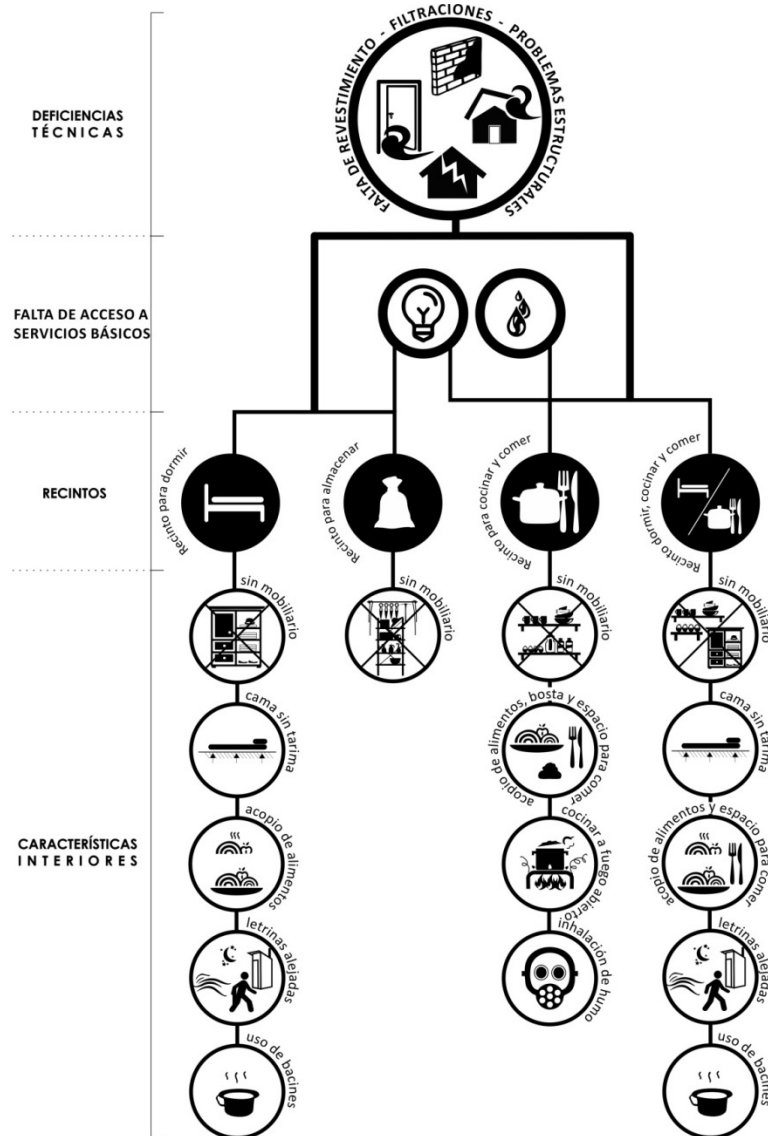 FALTA DE REVESTIMIENTO - FILTRACIONES - PROBLEMAS ESTRUCTURALES
DEFICIENCIAS
TÉCNICAS
FALTA DE ACCESO A
SERVICIOS BÁSICOS
RECINTOS
Recinto para dormir
Recinto para almacenar
Recinto para cocinar y comer
Recinto dormir, cocinar y comer
sin mobiliario
sin mobiliario
sin mobiliario
sin mobiliario
cama sin tarima
acopio de alimentos, bosta y espacio para comer
cama sin tarima
CARACTERÍSTÍCAS
INTERIORES
acopio de alimentos
cocinar a fuego abierto
acopio de alimentos y espacio para comer
letrinas alejadas
inhalación de humo
letrinas alejadas
uso de bacines
uso de bacines